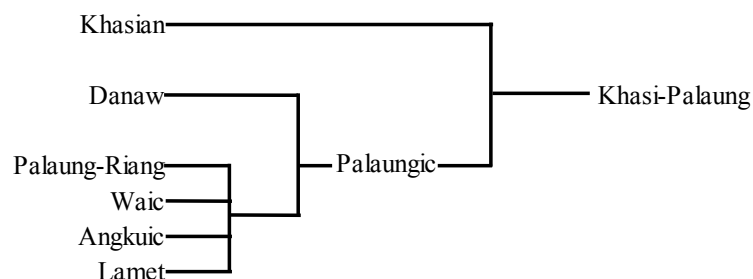 Khasian
Danaw
Khasi-Palaung
Palaung-Riang
Palaungic
Waic
Angkuic
Lamet